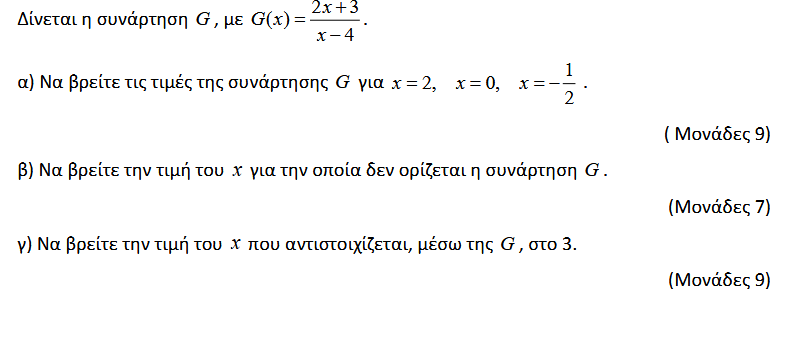 Δίνεται η συνάρτηση G, με G(x) = \frac{2x+3}{x-4}.
α) Να βρείτε τις τιμές της συνάρτησης G για x = 2, x = 0, x = -\frac{1}{2}.
( Μονάδες 9)
β) Να βρείτε την τιμή του x για την οποία δεν ορίζεται η συνάρτηση G.
(Μονάδες 7)
γ) Να βρείτε την τιμή του x που αντιστοιχίζεται, μέσω της G, στο 3.
(Μονάδες 9)